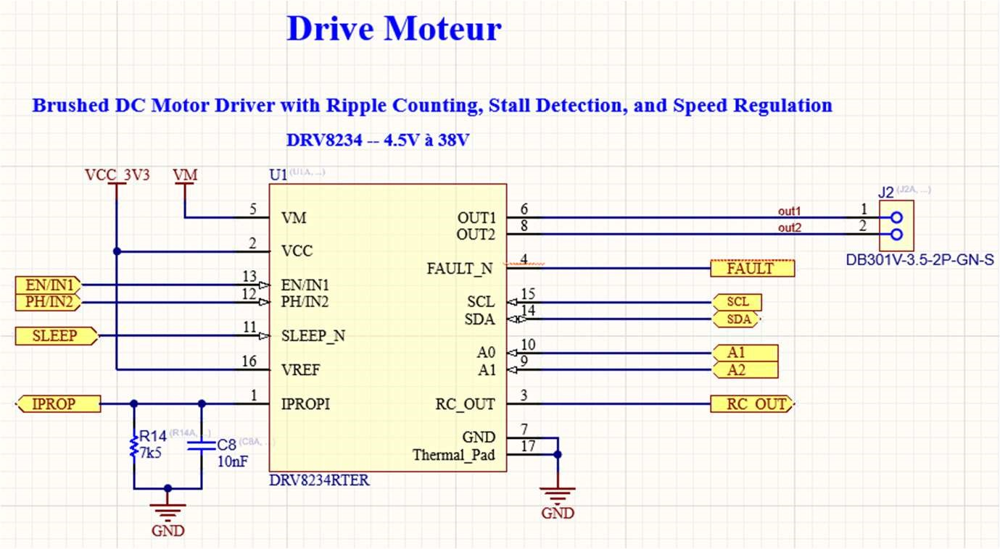 Drive Moteur
Brushed DC Motor Driver with Ripple Counting, Stall Detection, and Speed Regulation
DRV8234 -- 4.5V à 38V
VCC_3V3
VM
U1 (U1A, ...)
5 VM
2 VCC
EN/IN1 13 EN/IN1
PH/IN2 12 PH/IN2
SLEEP 11 SLEEP_N
16 VREF
IPROP 1 IPROPI
OUT1 6 out1 1
OUT2 8 out2 2
J2 (J2A, ...)
DB301V-3.5-2P-GN-S
FAULT_N 4 FAULT
SCL 15 SCL
SDA 14 SDA
A0 10 A1
A1 9 A2
RC_OUT 3 RC_OUT
GND 7
Thermal_Pad 17
R14 (R14A, ...)
7k5
C8 (C8A, ...)
10nF
DRV8234RTER
GND
GND